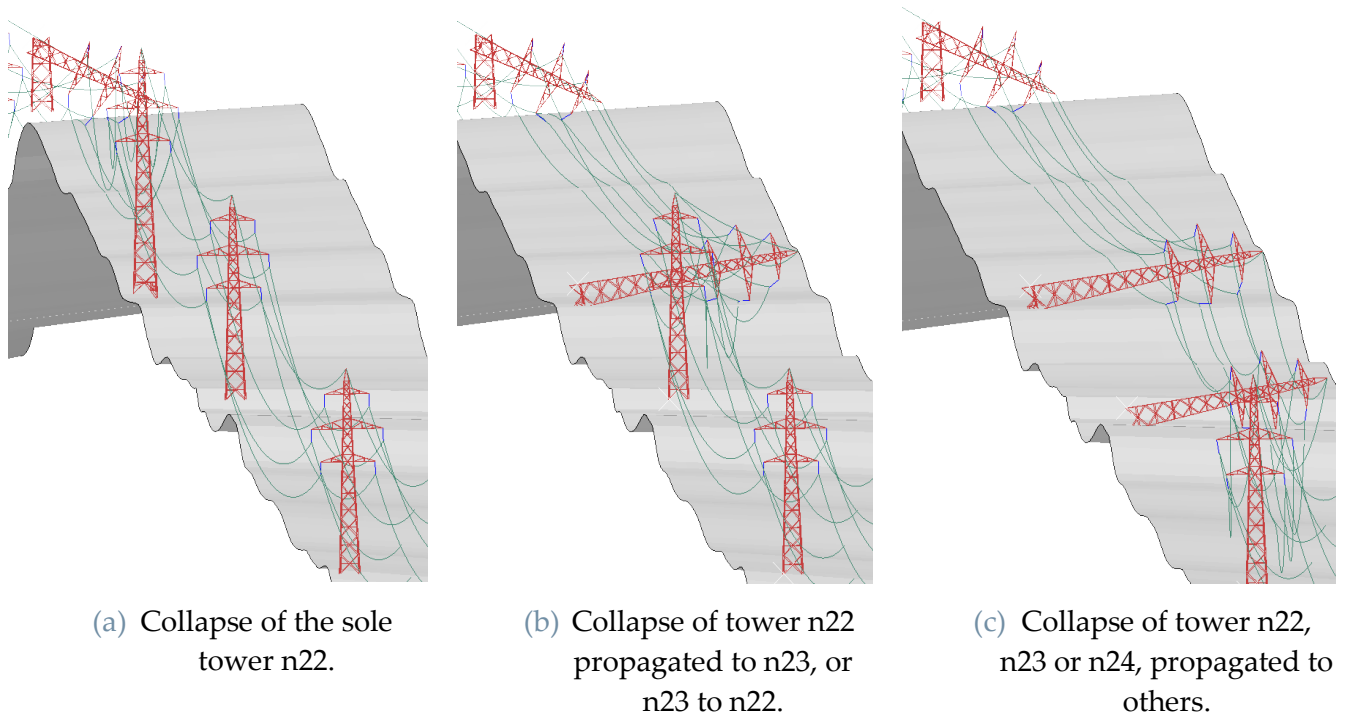 (a) Collapse of the sole
tower n22.
(b) Collapse of tower n22
propagated to n23, or
n23 to n22.
(c) Collapse of tower n22,
n23 or n24, propagated to
others.